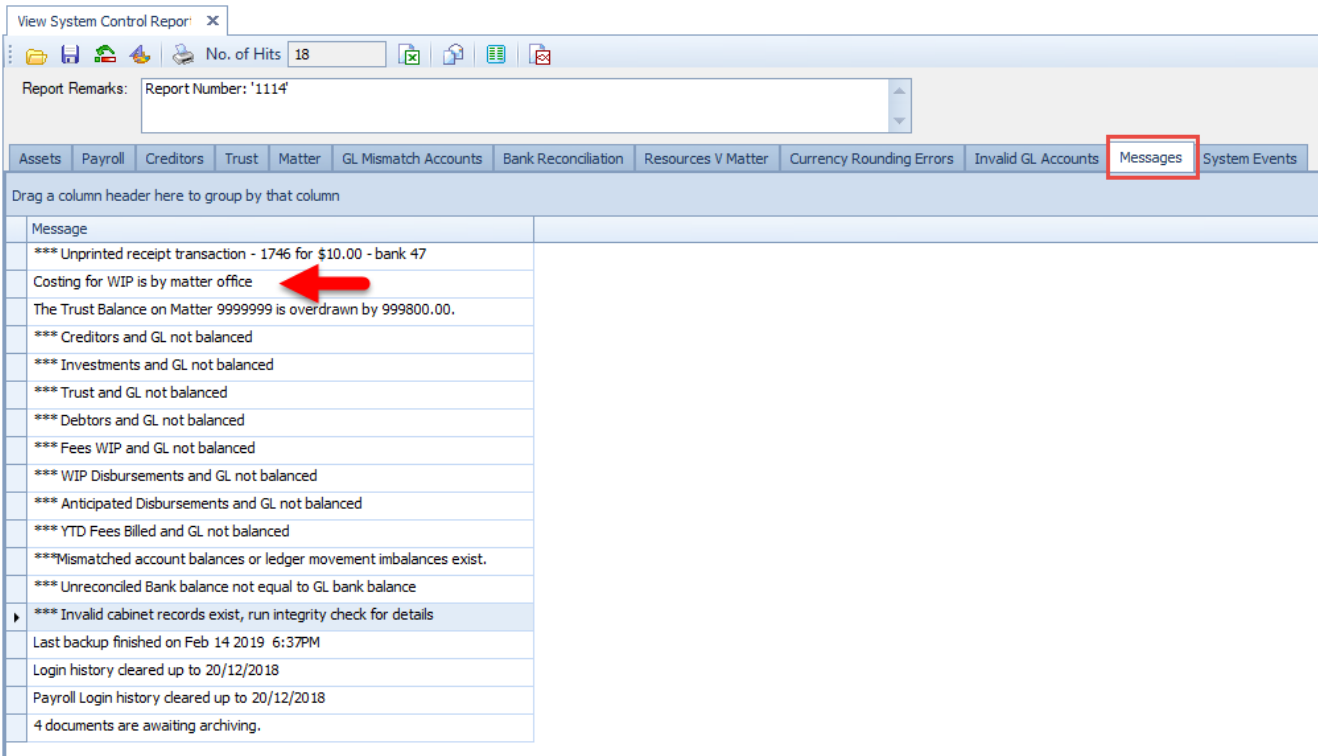 View System Control Repor
No. of Hits 18
Report Remarks: Report Number: '1114'
Assets Payroll Creditors Trust Matter GL Mismatch Accounts Bank Reconciliation Resources V Matter Currency Rounding Errors Invalid GL Accounts Messages System Events
Drag a column header here to group by that column
Message
*** Unprinted receipt transaction - 1746 for $10.00 - bank 47
Costing for WIP is by matter office
The Trust Balance on Matter 9999999 is overdrawn by 999800.00.
*** Creditors and GL not balanced
*** Investments and GL not balanced
*** Trust and GL not balanced
*** Debtors and GL not balanced
*** Fees WIP and GL not balanced
*** WIP Disbursements and GL not balanced
*** Anticipated Disbursements and GL not balanced
*** YTD Fees Billed and GL not balanced
***Mismatched account balances or ledger movement imbalances exist.
*** Unreconciled Bank balance not equal to GL bank balance
*** Invalid cabinet records exist, run integrity check for details
Last backup finished on Feb 14 2019 6:37PM
Login history cleared up to 20/12/2018
Payroll Login history cleared up to 20/12/2018
4 documents are awaiting archiving.